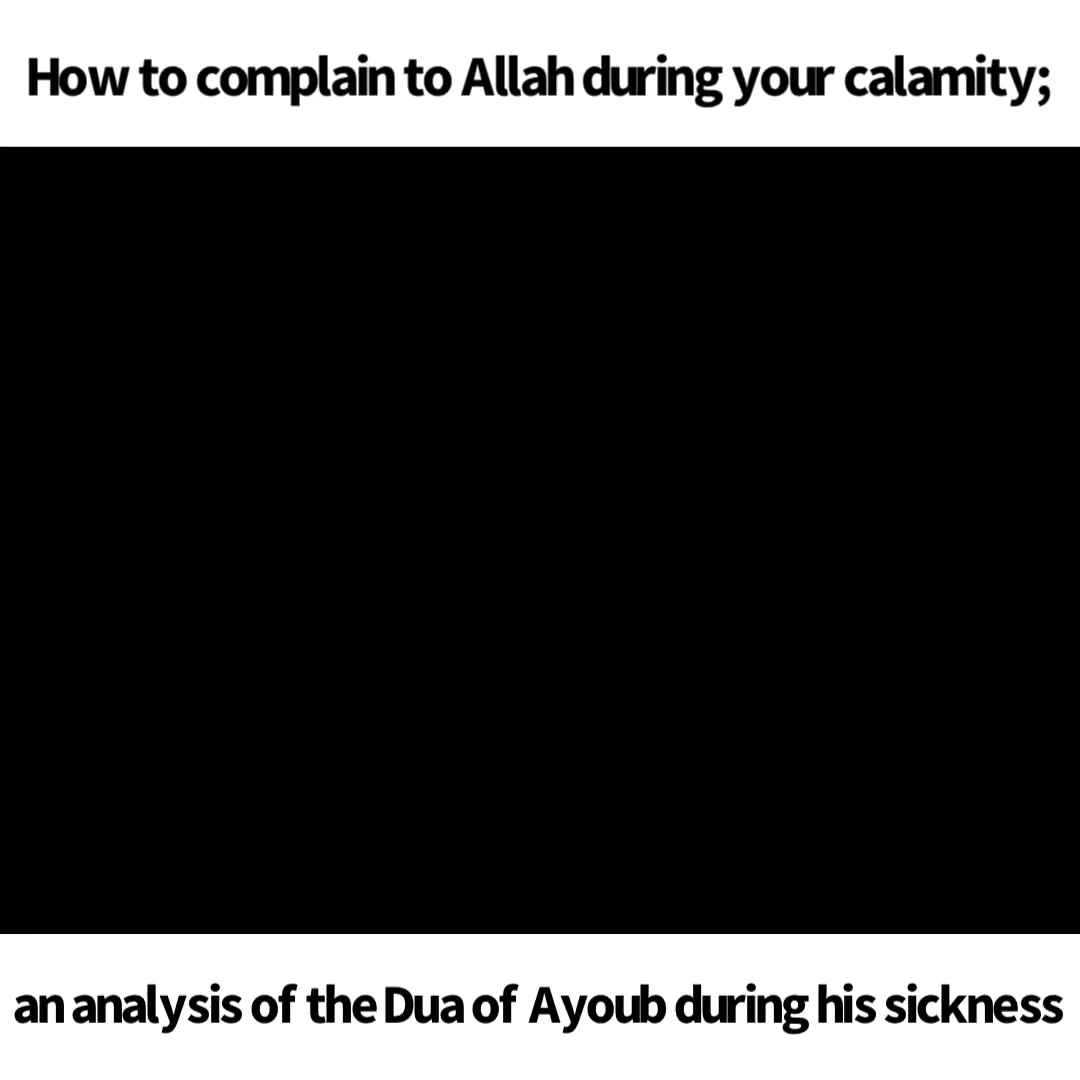 How to complain to Allah during your calamity;
an analysis of the Dua of Ayoub during his sickness